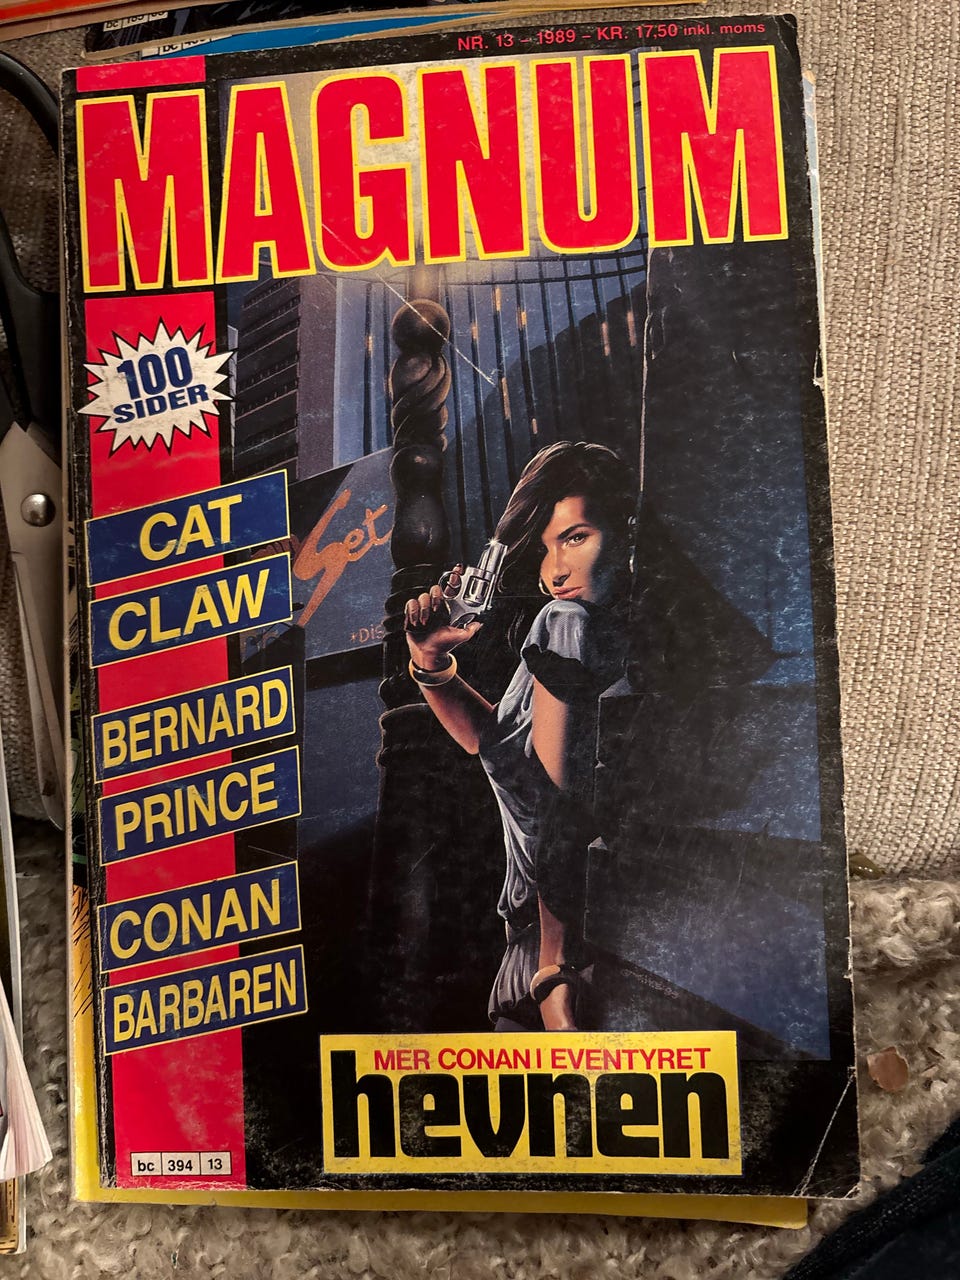 NR. 13 – 1989 – KR. 17,50 inkl. moms
MAGNUM
100
SIDER
CAT
CLAW
BERNARD
PRINCE
CONAN
BARBAREN
Set
MER CONAN I EVENTYRET
hevnen
bc 394 13